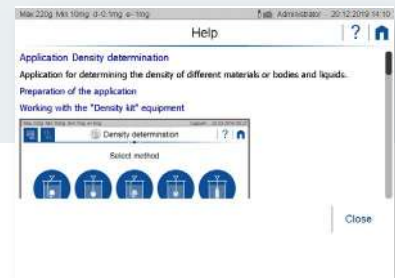 Max 220g Min 10mg d=0.1mg e=1mg Administrator - 20.12.2019 14:10
Help ?
Application Density determination
Application for determining the density of different materials or bodies and liquids.
Preparation of the application
Working with the "Density kit" equipment
Density determination ?
Select method
Close